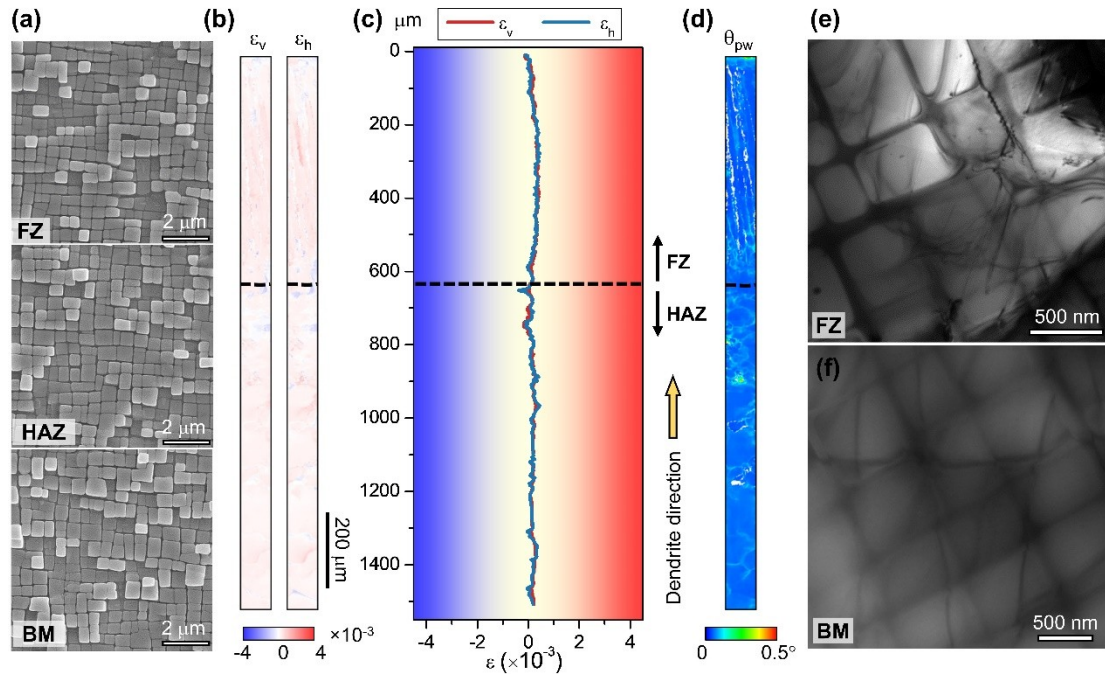 (a)
FZ
2 μm
HAZ
2 μm
BM
2 μm
(b)
εv
εh
200 μm
-4
0
4
×10-3
(c)
μm
εv
εh
0
200
400
600
800
1000
1200
1400
-4
-2
0
2
4
ε (×10-3)
FZ
HAZ
Dendrite direction
(d)
θpw
0
0.5°
(e)
FZ
500 nm
(f)
BM
500 nm